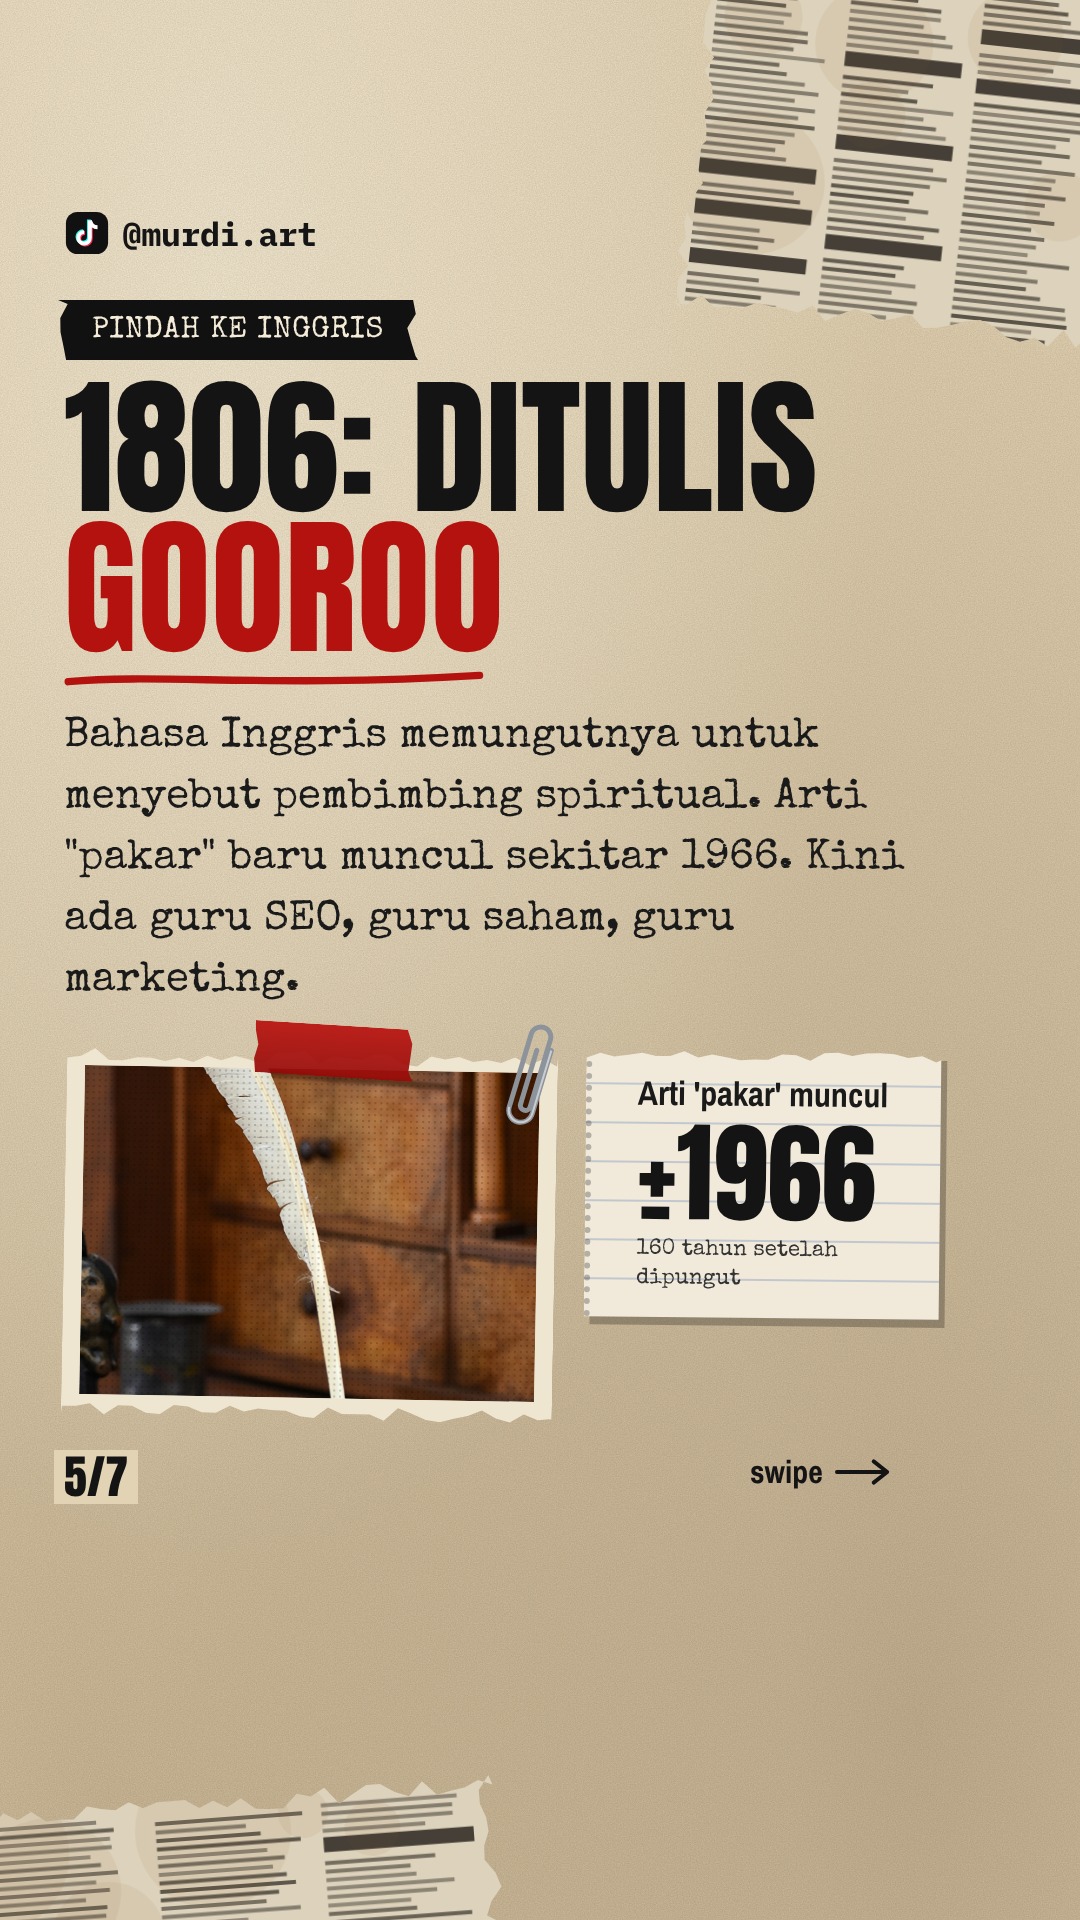 @murdi.art
PINDAH KE INGGRIS
1806: DITULIS
GOOROO
Bahasa Inggris memungutnya untuk
menyebut pembimbing spiritual. Arti
"pakar" baru muncul sekitar 1966. Kini
ada guru SEO, guru saham, guru
marketing.
Arti 'pakar' muncul
±1966
160 tahun setelah
dipungut
5/7
swipe →